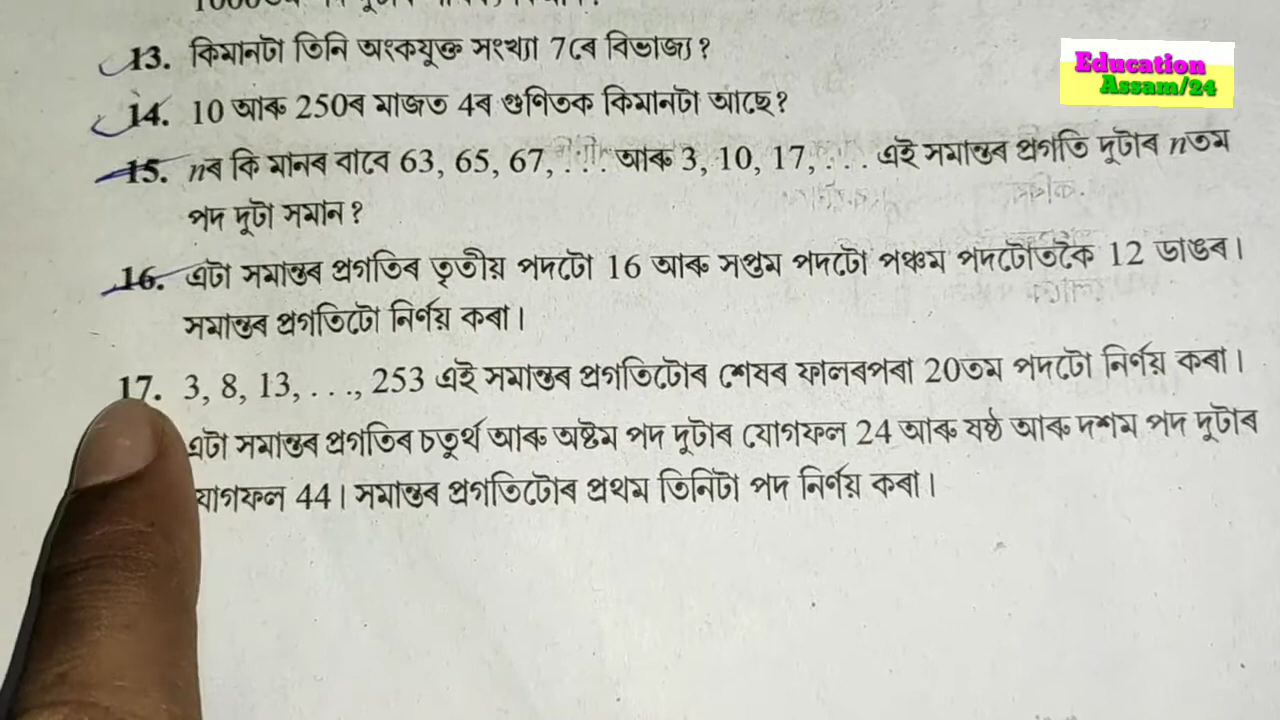 13. কিমানটা তিনি অংকযুক্ত সংখ্যা 7ৰে বিভাজ্য?
Education
Assam/24
14. 10 আৰু 250ৰ মাজত 4ৰ গুণিতক কিমানটা আছে?
15. nৰ কি মানৰ বাবে 63, 65, 67, . . . আৰু 3, 10, 17, . . . এই সমান্তৰ প্ৰগতি দুটাৰ nতম
পদ দুটা সমান?
16. এটা সমান্তৰ প্ৰগতিৰ তৃতীয় পদটো 16 আৰু সপ্তম পদটো পঞ্চম পদটোতকৈ 12 ডাঙৰ।
সমান্তৰ প্ৰগতিটো নিৰ্ণয় কৰা।
17. 3, 8, 13, . . ., 253 এই সমান্তৰ প্ৰগতিটোৰ শেষৰ ফালৰপৰা 20তম পদটো নিৰ্ণয় কৰা।
এটা সমান্তৰ প্ৰগতিৰ চতুৰ্থ আৰু অষ্টম পদ দুটাৰ যোগফল 24 আৰু ষষ্ঠ আৰু দশম পদ দুটাৰ
যোগফল 44। সমান্তৰ প্ৰগতিটোৰ প্ৰথম তিনিটা পদ নিৰ্ণয় কৰা।